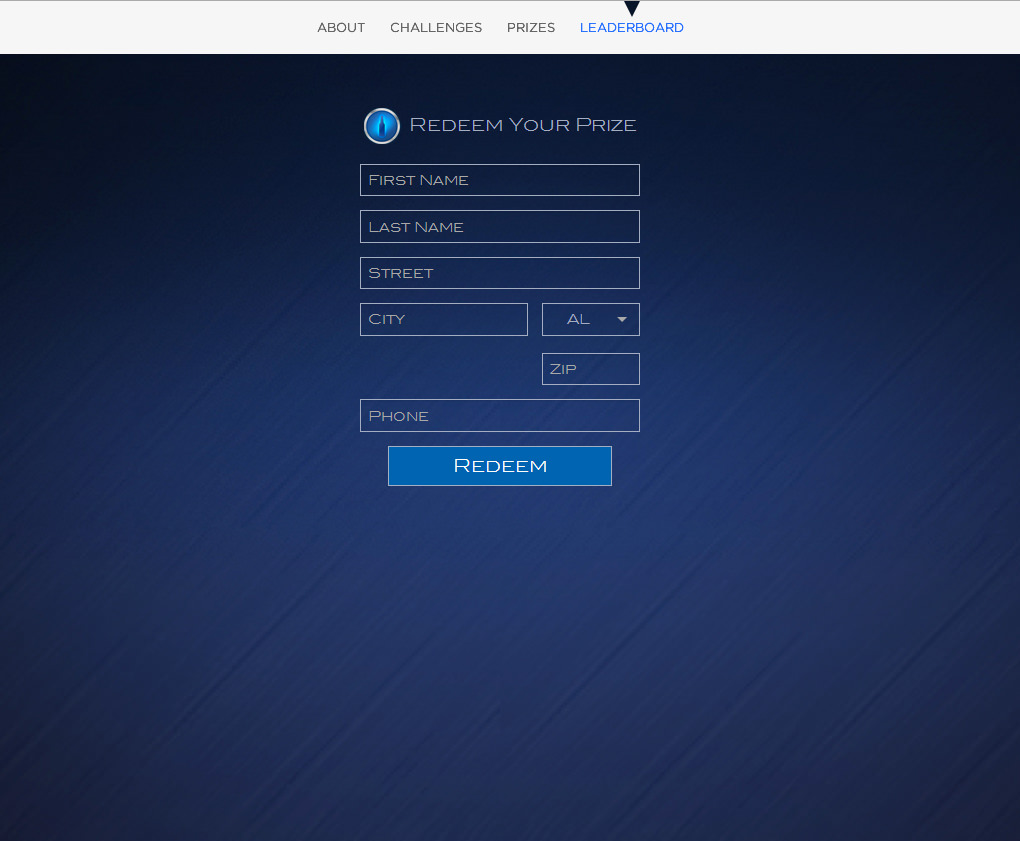 ABOUT CHALLENGES PRIZES LEADERBOARD
Redeem Your Prize
First Name
Last Name
Street
City AL
Zip
Phone
Redeem